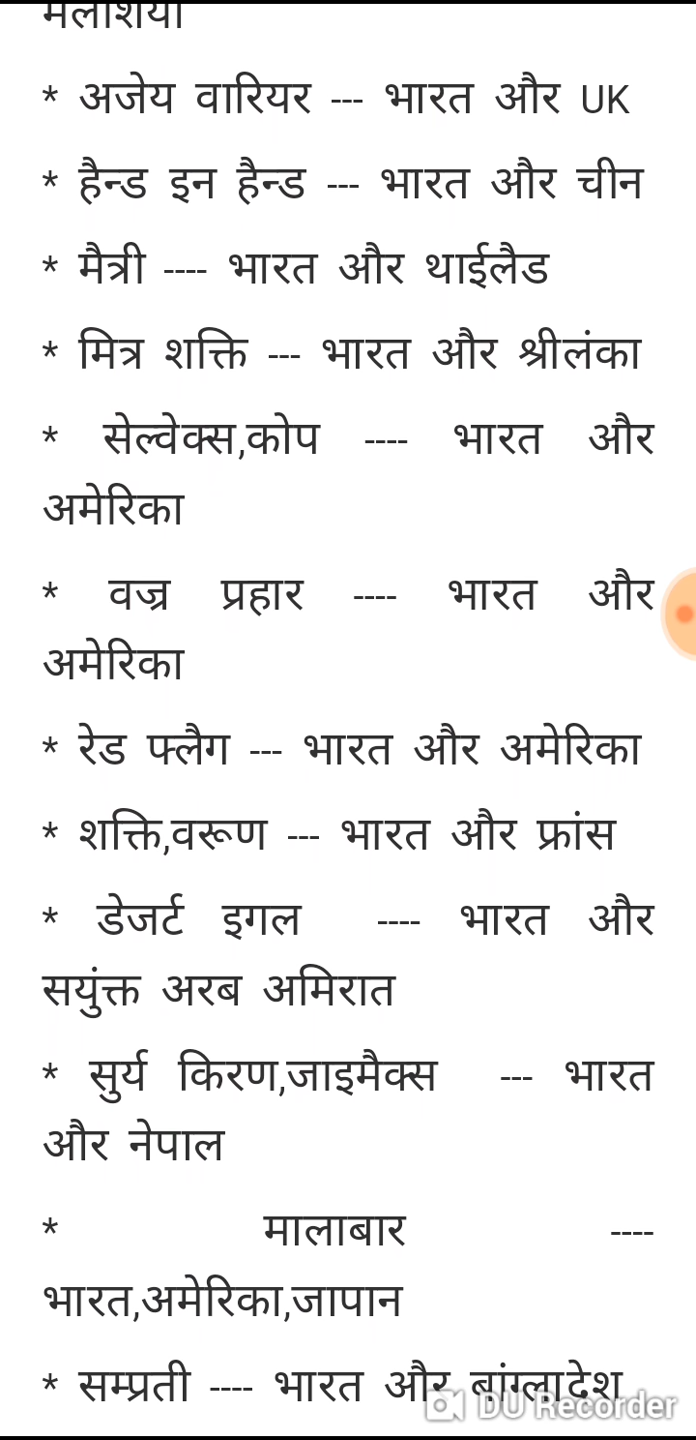 मलेशिया
* अजेय वारियर --- भारत और UK
* हैन्ड इन हैन्ड --- भारत और चीन
* मैत्री ---- भारत और थाईलैड
* मित्र शक्ति --- भारत और श्रीलंका
* सेल्वेक्स,कोप ---- भारत और
अमेरिका
* वज्र प्रहार ---- भारत और
अमेरिका
* रेड फ्लैग --- भारत और अमेरिका
* शक्ति,वरूण --- भारत और फ्रांस
* डेजर्ट इगल ---- भारत और
सयुंक्त अरब अमिरात
* सुर्य किरण,जाइमैक्स --- भारत
और नेपाल
* मालाबार ----
भारत,अमेरिका,जापान
* सम्प्रती ---- भारत और बांग्लादेश
DU Recorder